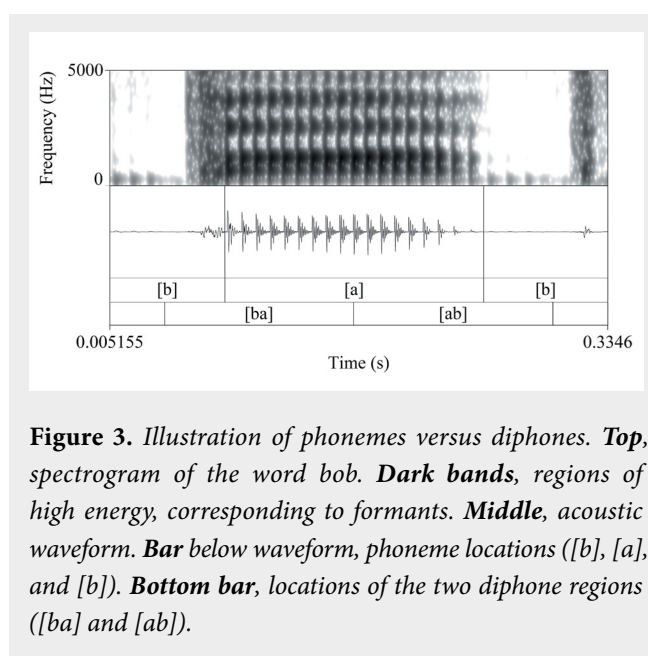 5000
Frequency (Hz)
0
[b] [a] [b]
[ba] [ab]
0.005155 0.3346
Time (s)
Figure 3. Illustration of phonemes versus diphones. Top,
spectrogram of the word bob. Dark bands, regions of
high energy, corresponding to formants. Middle, acoustic
waveform. Bar below waveform, phoneme locations ([b], [a],
and [b]). Bottom bar, locations of the two diphone regions
([ba] and [ab]).